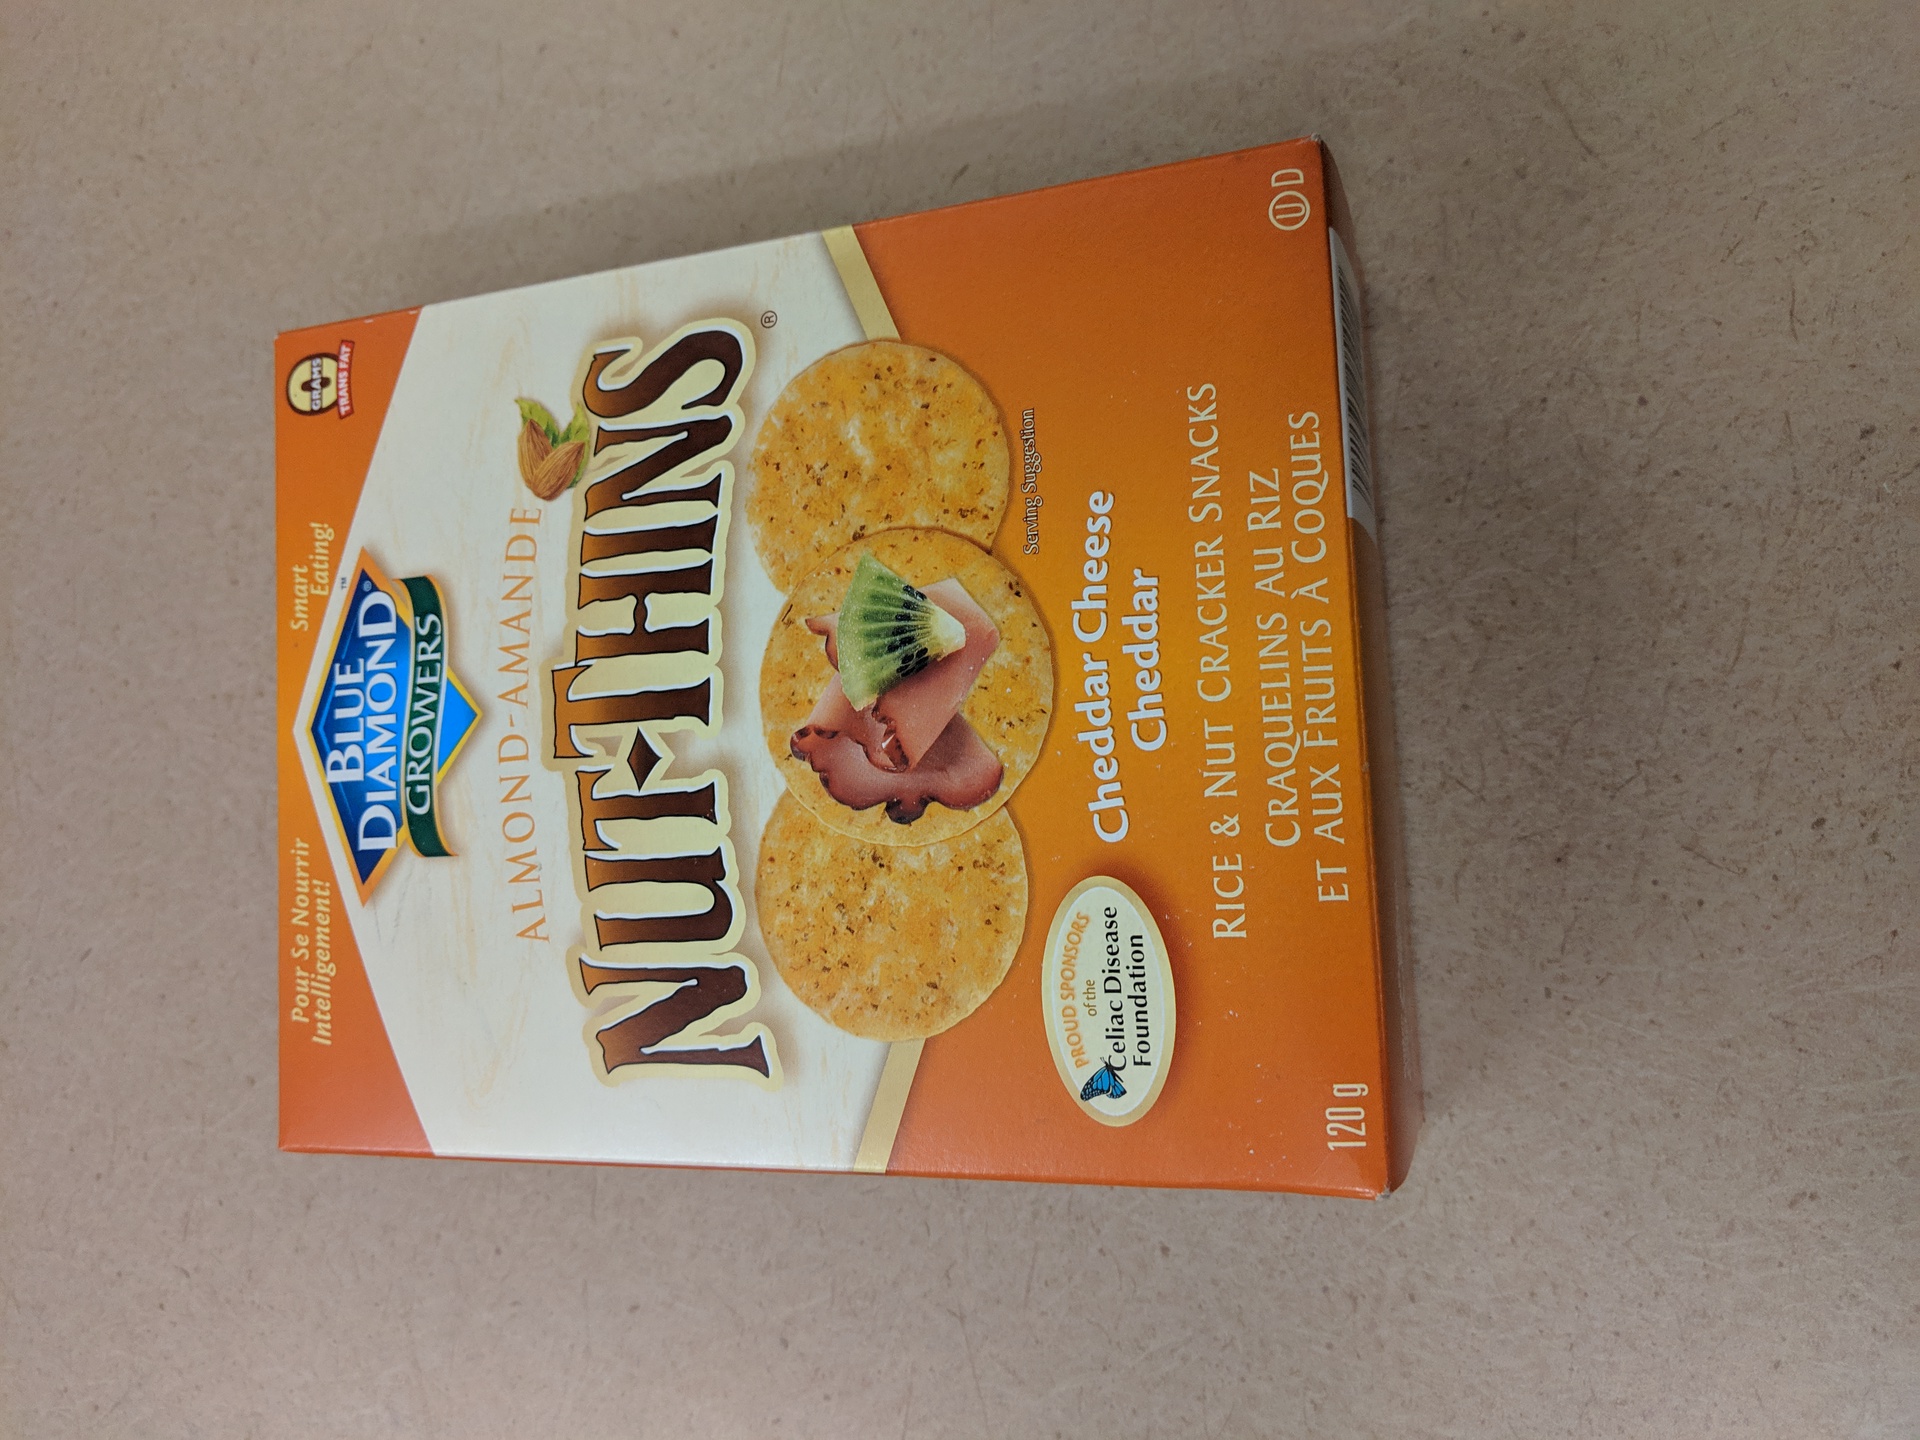 Pour Se Nourrir
Intelligement!
Smart
Eating!
0
GRAMS
TRANS FAT
BLUE
DIAMOND®
™
GROWERS
ALMOND-AMANDE
NUT·THINS
®
Serving Suggestion
PROUD SPONSORS
of the
Celiac Disease
Foundation
Cheddar Cheese
Cheddar
RICE & NUT CRACKER SNACKS
CRAQUELINS AU RIZ
ET AUX FRUITS À COQUES
120 g
U D